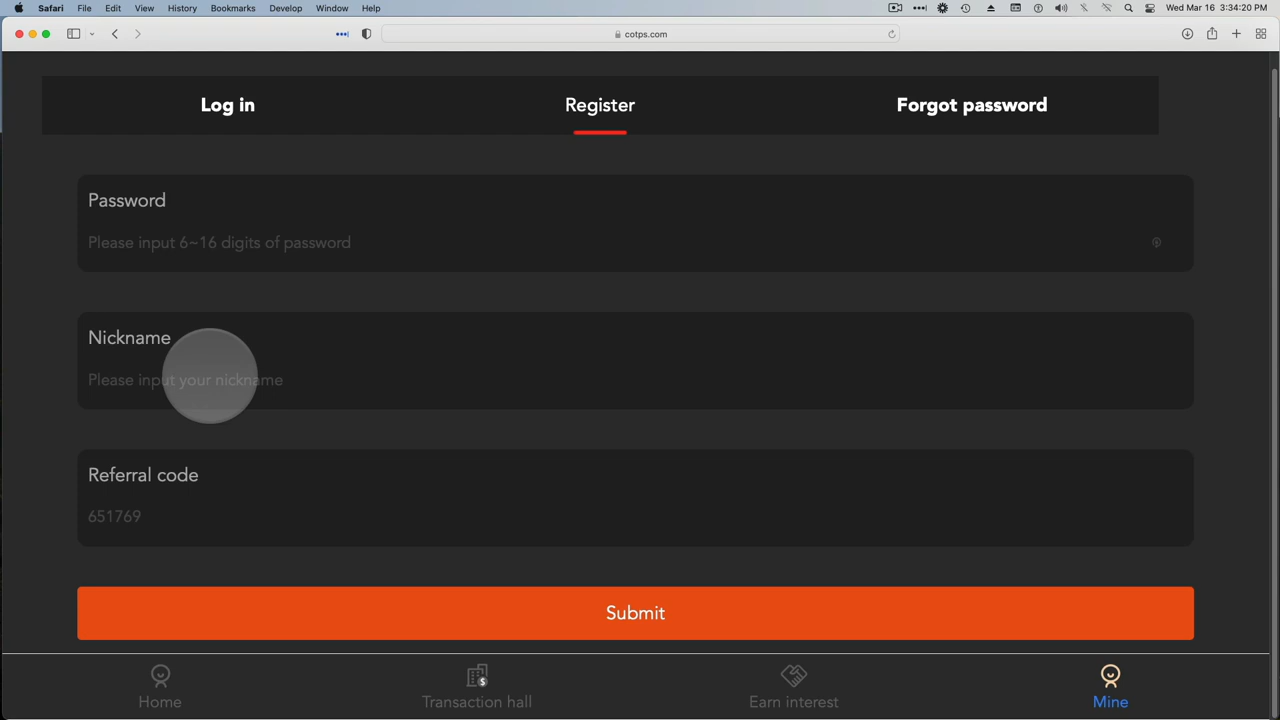 Safari File Edit View History Bookmarks Develop Window Help Wed Mar 16 3:34:20 PM
cotps.com
Log in Register Forgot password
Password
Please input 6~16 digits of password
Nickname
Please input your nickname
Referral code
651769
Submit
Home Transaction hall Earn interest Mine